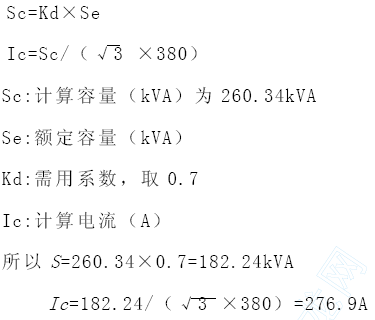 Sc=Kd×Se
Ic=Sc/（√3 ×380）
Sc:计算容量（kVA）为 260.34kVA
Se:额定容量（kVA）
Kd:需用系数，取 0.7
Ic:计算电流（A）
所以 S=260.34×0.7=182.24kVA
Ic=182.24/（√3 ×380）=276.9A